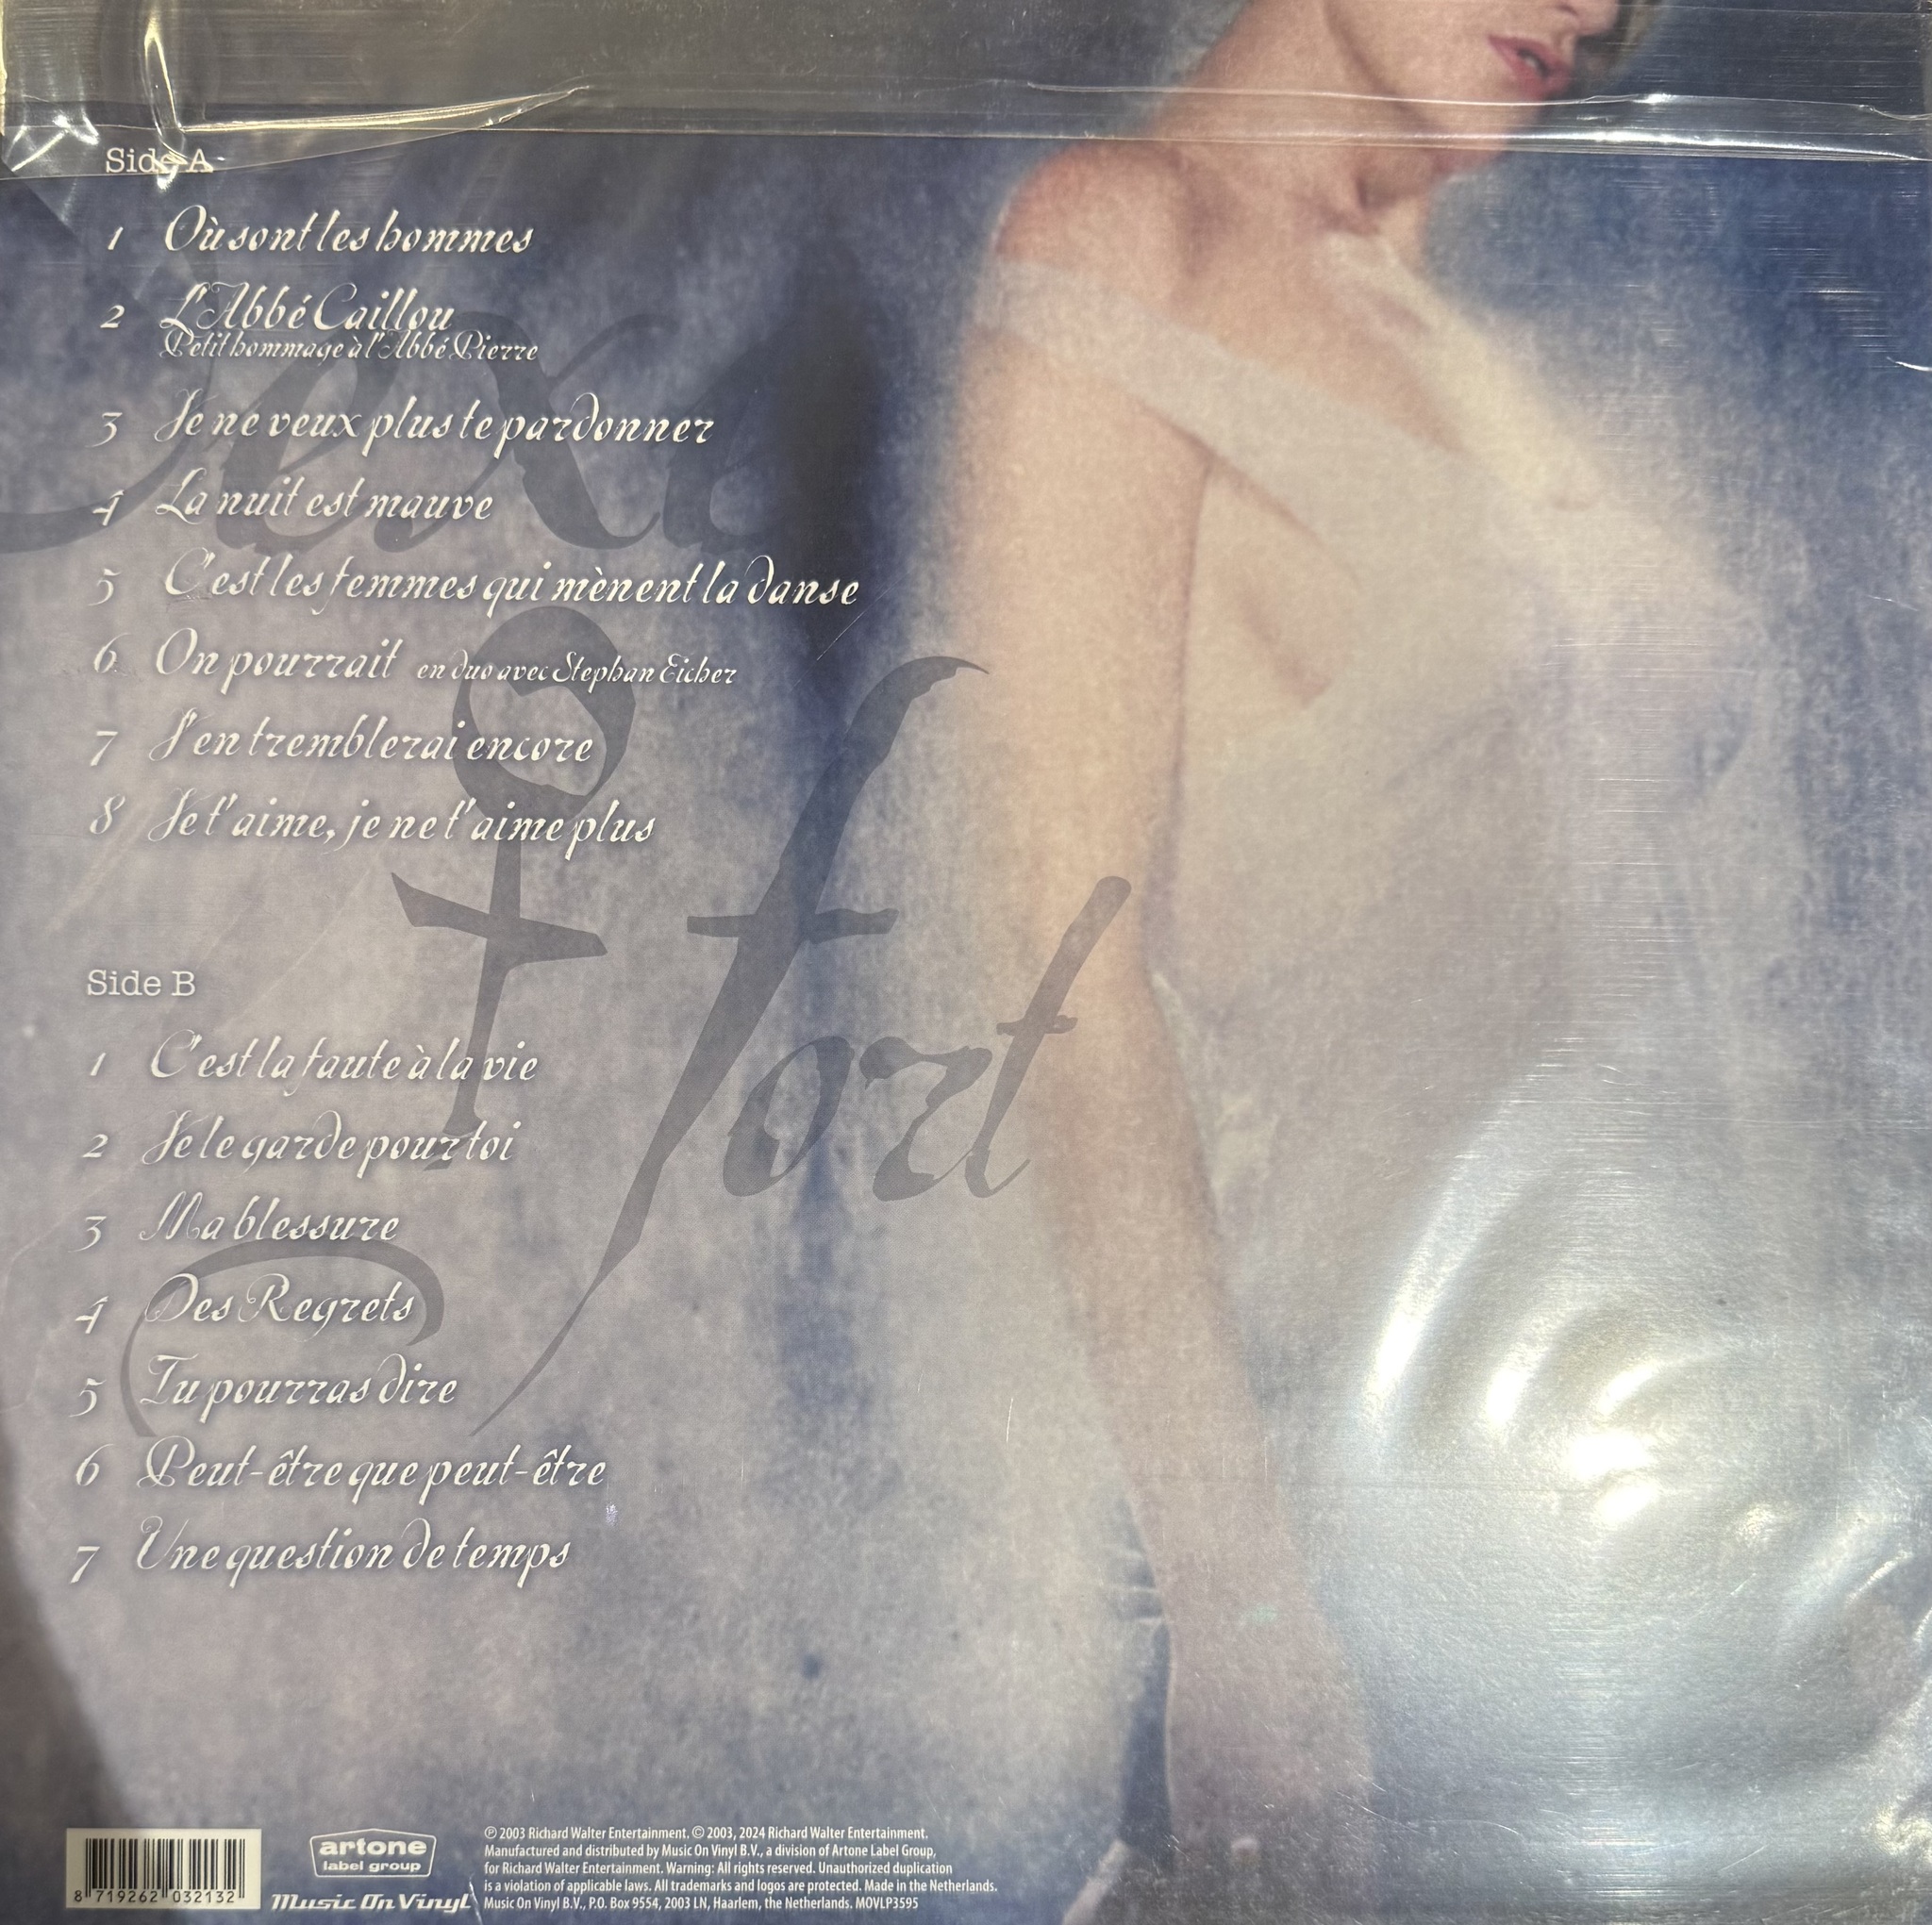 Side A
1 Où sont les hommes
2 L'Abbé Caillou
Petit hommage à l'Abbé Pierre
3 Je ne veux plus te pardonner
4 La nuit est mauve
5 C'est les femmes qui mènent la danse
6 On pourrait en duo avec Stephan Eicher
7 J'en tremblerai encore
8 Je t'aime, je ne t'aime plus
Sexe
fort
Side B
1 C'est la faute à la vie
2 Je le garde pour toi
3 Ma blessure
4 Des Regrets
5 Tu pourras dire
6 Peut-être que peut-être
7 Une question de temps
8 719262 032132
artone
label group
Music On Vinyl
℗ 2003 Richard Walter Entertainment. © 2003, 2024 Richard Walter Entertainment.
Manufactured and distributed by Music On Vinyl B.V., a division of Artone Label Group,
for Richard Walter Entertainment. Warning: All rights reserved. Unauthorized duplication
is a violation of applicable laws. All trademarks and logos are protected. Made in the Netherlands.
Music On Vinyl B.V., P.O. Box 9554, 2003 LN, Haarlem, the Netherlands. MOVLP3595